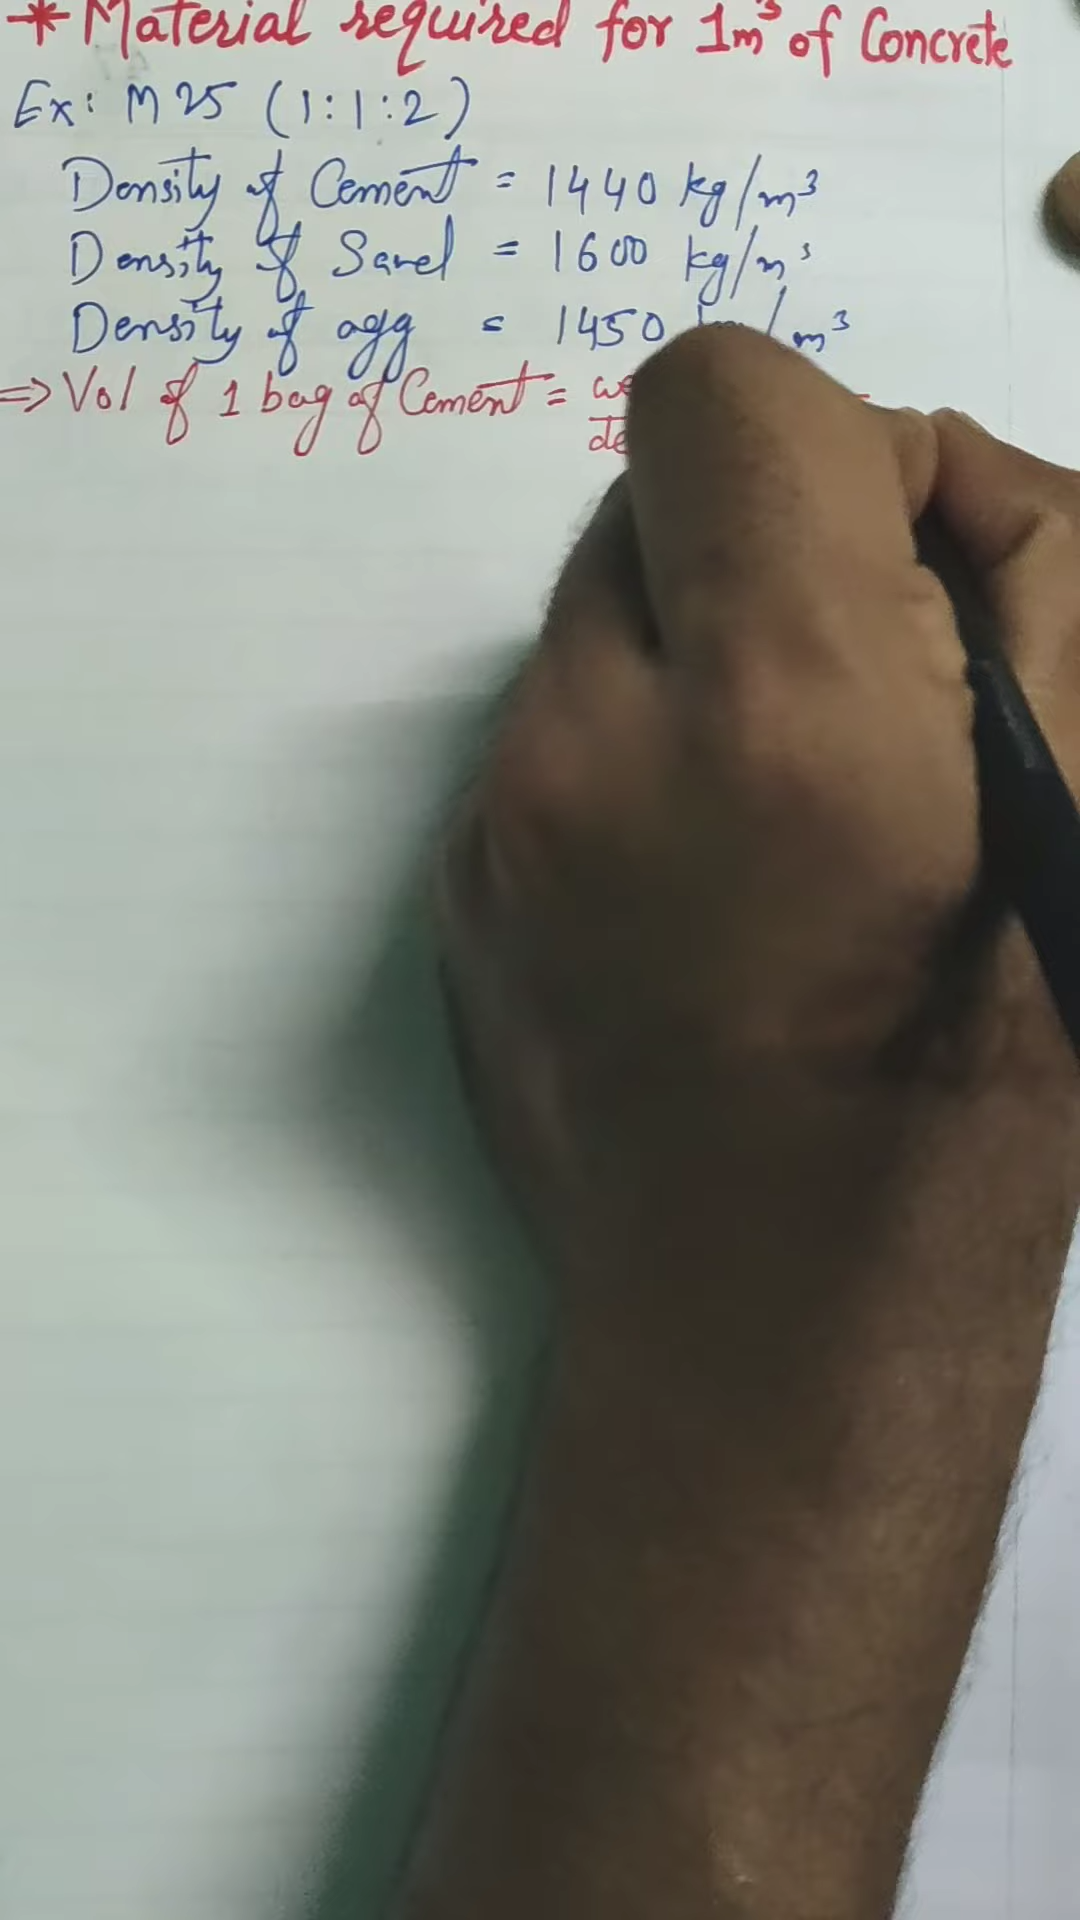 * Material required for 1m³ of Concrete
Ex: M25 (1:1:2)
Density of Cement = 1440 kg/m³
Density of Sand = 1600 kg/m³
Density of agg = 1450 /m³
=> Vol of 1 bag of Cement =